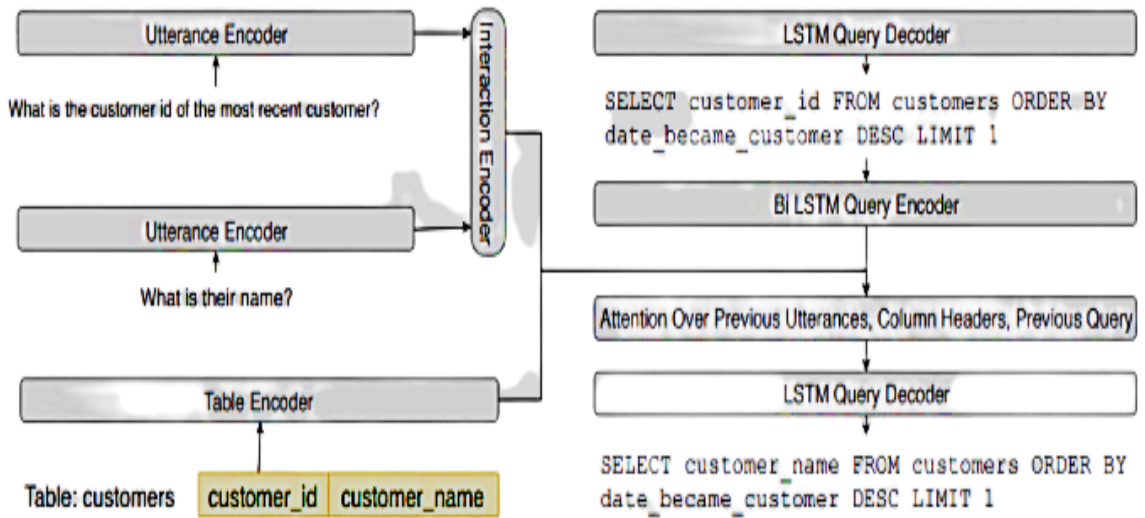 Utterance Encoder
What is the customer id of the most recent customer?
Utterance Encoder
What is their name?
Interaction Encoder
Table Encoder
Table: customers
customer_id
customer_name
LSTM Query Decoder
SELECT customer_id FROM customers ORDER BY
date_became_customer DESC LIMIT 1
Bi LSTM Query Encoder
Attention Over Previous Utterances, Column Headers, Previous Query
LSTM Query Decoder
SELECT customer_name FROM customers ORDER BY
date_became_customer DESC LIMIT 1